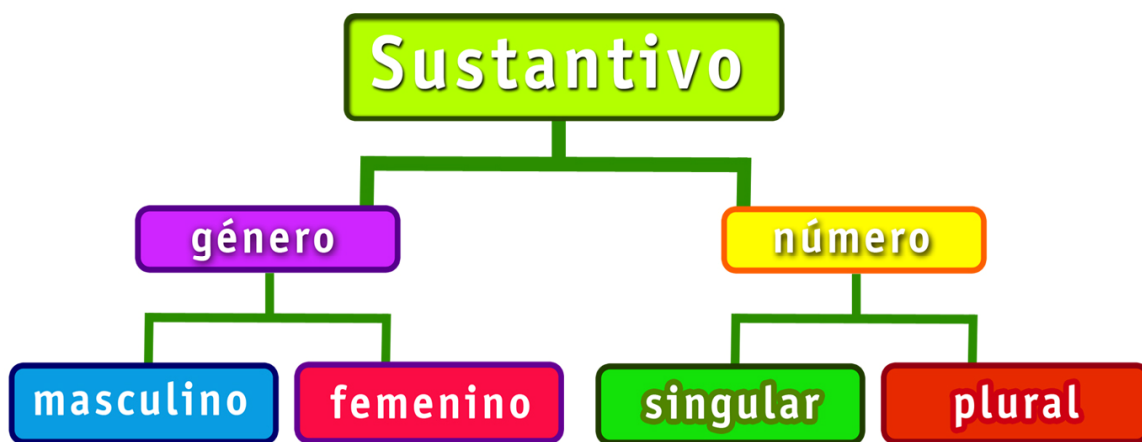 Sustantivo
género
número
masculino
femenino
singular
plural